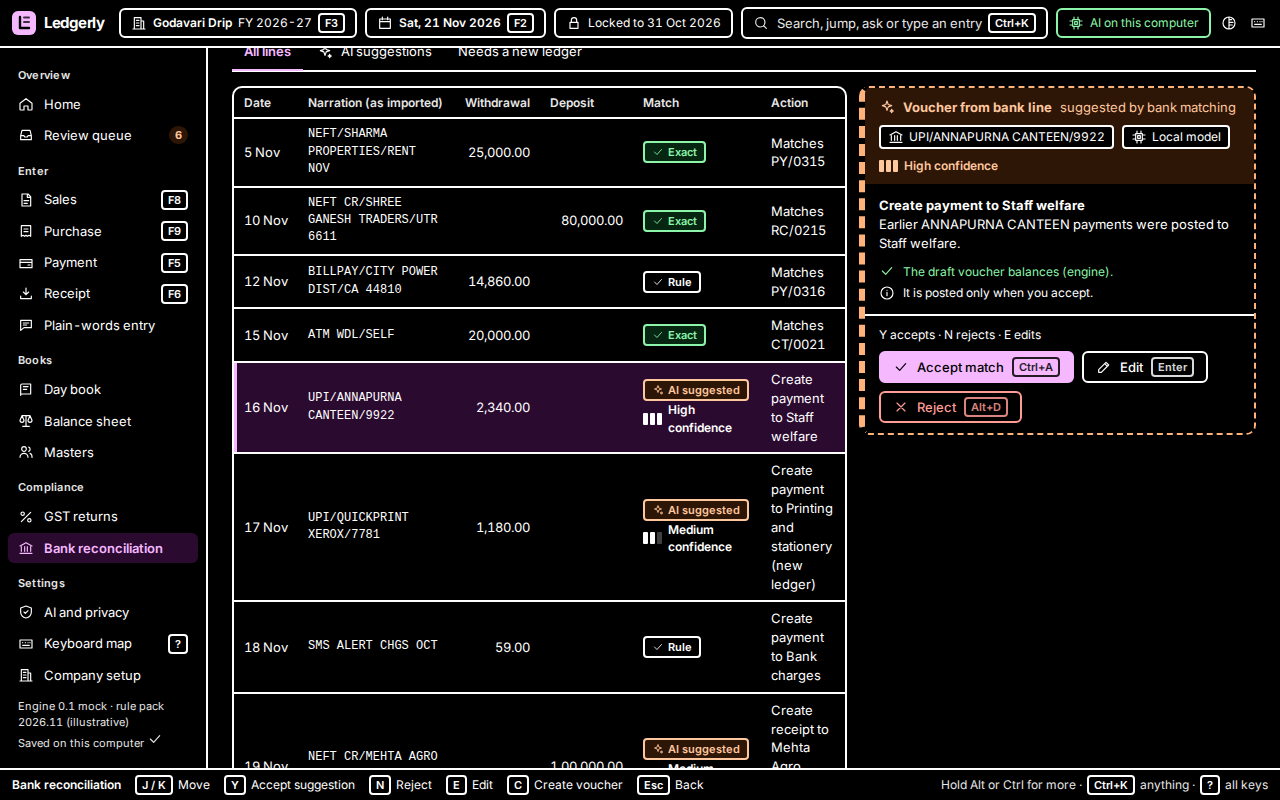 Ledgerly
Godavari Drip FY 2026-27 F3
Sat, 21 Nov 2026 F2
Locked to 31 Oct 2026
Search, jump, ask or type an entry Ctrl+K
AI on this computer
Overview
Home
Review queue 6
Enter
Sales F8
Purchase F9
Payment F5
Receipt F6
Plain-words entry
Books
Day book
Balance sheet
Masters
Compliance
GST returns
Bank reconciliation
Settings
AI and privacy
Keyboard map ?
Company setup
Engine 0.1 mock · rule pack
2026.11 (illustrative)
Saved on this computer
All lines AI suggestions Needs a new ledger
Date Narration (as imported) Withdrawal Deposit Match Action
5 Nov
NEFT/SHARMA
PROPERTIES/RENT
NOV
25,000.00
Exact
Matches
PY/0315
10 Nov
NEFT CR/SHREE
GANESH TRADERS/UTR
6611
80,000.00
Exact
Matches
RC/0215
12 Nov
BILLPAY/CITY POWER
DIST/CA 44810
14,860.00
Rule
Matches
PY/0316
15 Nov
ATM WDL/SELF
20,000.00
Exact
Matches
CT/0021
16 Nov
UPI/ANNAPURNA
CANTEEN/9922
2,340.00
AI suggested
High
confidence
Create
payment
to Staff
welfare
17 Nov
UPI/QUICKPRINT
XEROX/7781
1,180.00
AI suggested
Medium
confidence
Create
payment
to Printing
and
stationery
(new
ledger)
18 Nov
SMS ALERT CHGS OCT
59.00
Rule
Create
payment
to Bank
charges
19 Nov
NEFT CR/MEHTA AGRO
1,00,000.00
AI suggested
Medium
Create
receipt to
Mehta
Agro
Voucher from bank line suggested by bank matching
UPI/ANNAPURNA CANTEEN/9922
Local model
High confidence
Create payment to Staff welfare
Earlier ANNAPURNA CANTEEN payments were posted to
Staff welfare.
The draft voucher balances (engine).
It is posted only when you accept.
Y accepts · N rejects · E edits
Accept match Ctrl+A
Edit Enter
Reject Alt+D
Bank reconciliation J / K Move Y Accept suggestion N Reject E Edit C Create voucher Esc Back
Hold Alt or Ctrl for more · Ctrl+K anything · ? all keys